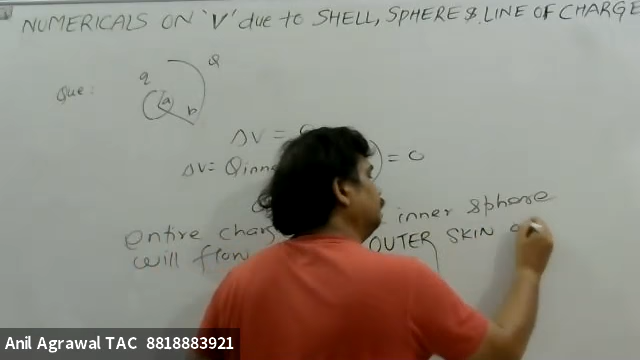 NUMERICALS ON 'V' due to SHELL, SPHERE & LINE OF CHARGE
Que:
q
Q
a
b
ΔV =
ΔV = Qinn ) = 0
entire char inner sphere
will flow OUTER SKIN
Anil Agrawal TAC 8818883921